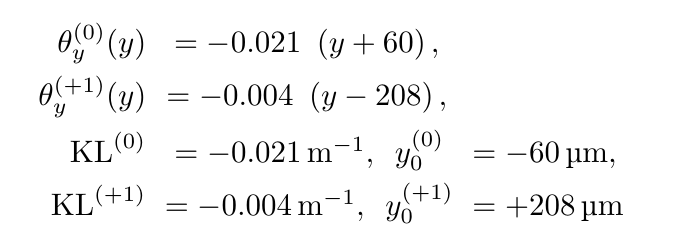 θ_y^(0)(y) = −0.021 (y + 60) ,
θ_y^(+1)(y) = −0.004 (y − 208) ,
KL^(0) = −0.021 m^−1, y_0^(0) = −60 µm,
KL^(+1) = −0.004 m^−1, y_0^(+1) = +208 µm